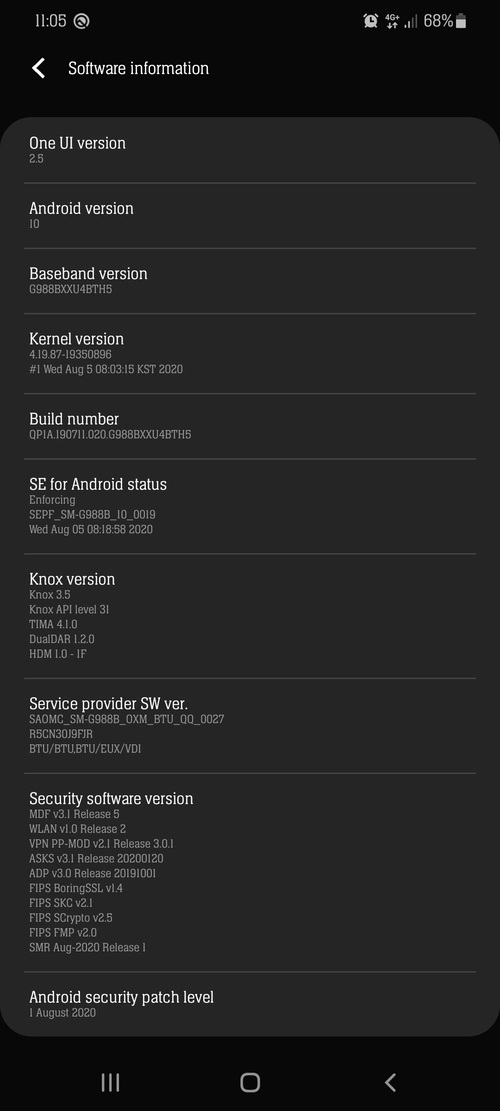 11:05
4G+
68%
Software information
One UI version
2.5
Android version
10
Baseband version
G988BXXU4BTH5
Kernel version
4.19.87-19350896
#1 Wed Aug 5 08:03:15 KST 2020
Build number
QP1A.190711.020.G988BXXU4BTH5
SE for Android status
Enforcing
SEPF_SM-G988B_10_0019
Wed Aug 05 08:18:58 2020
Knox version
Knox 3.5
Knox API level 31
TIMA 4.1.0
DualDAR 1.2.0
HDM 1.0 - 1F
Service provider SW ver.
SAOMC_SM-G988B_OXM_BTU_QQ_0027
R5CN30J9FJR
BTU/BTU,BTU/EUX/VDI
Security software version
MDF v3.1 Release 5
WLAN v1.0 Release 2
VPN PP-MOD v2.1 Release 3.0.1
ASKS v3.1 Release 20200120
ADP v3.0 Release 20191001
FIPS BoringSSL v1.4
FIPS SKC v2.1
FIPS SCrypto v2.5
FIPS FMP v2.0
SMR Aug-2020 Release 1
Android security patch level
1 August 2020